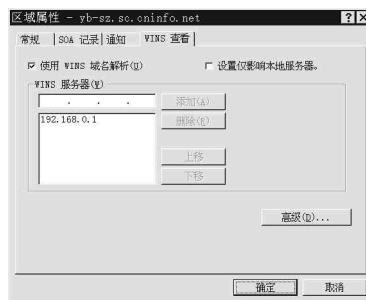 区域属性 - yb-sz.sc.cninfo.net
常规 SOA 记录 通知 WINS 查看
使用 WINS 域名解析(U) 设置仅影响本地服务器。
WINS 服务器(V)
添加(A)
192.168.0.1 删除(R)
上移
下移
高级(D)...
确定 取消